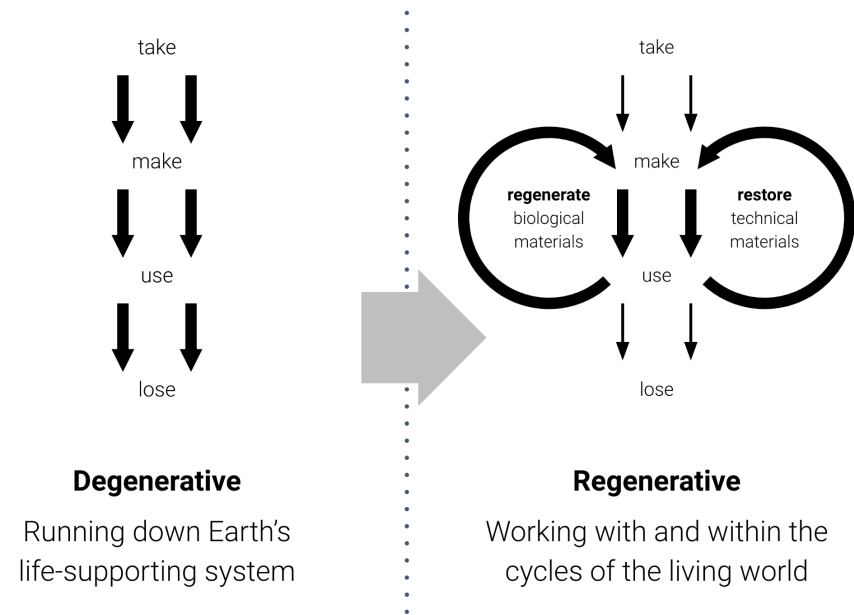 take
make
use
lose
Degenerative
Running down Earth's
life-supporting system
take
make
regenerate
biological
materials
restore
technical
materials
use
lose
Regenerative
Working with and within the
cycles of the living world